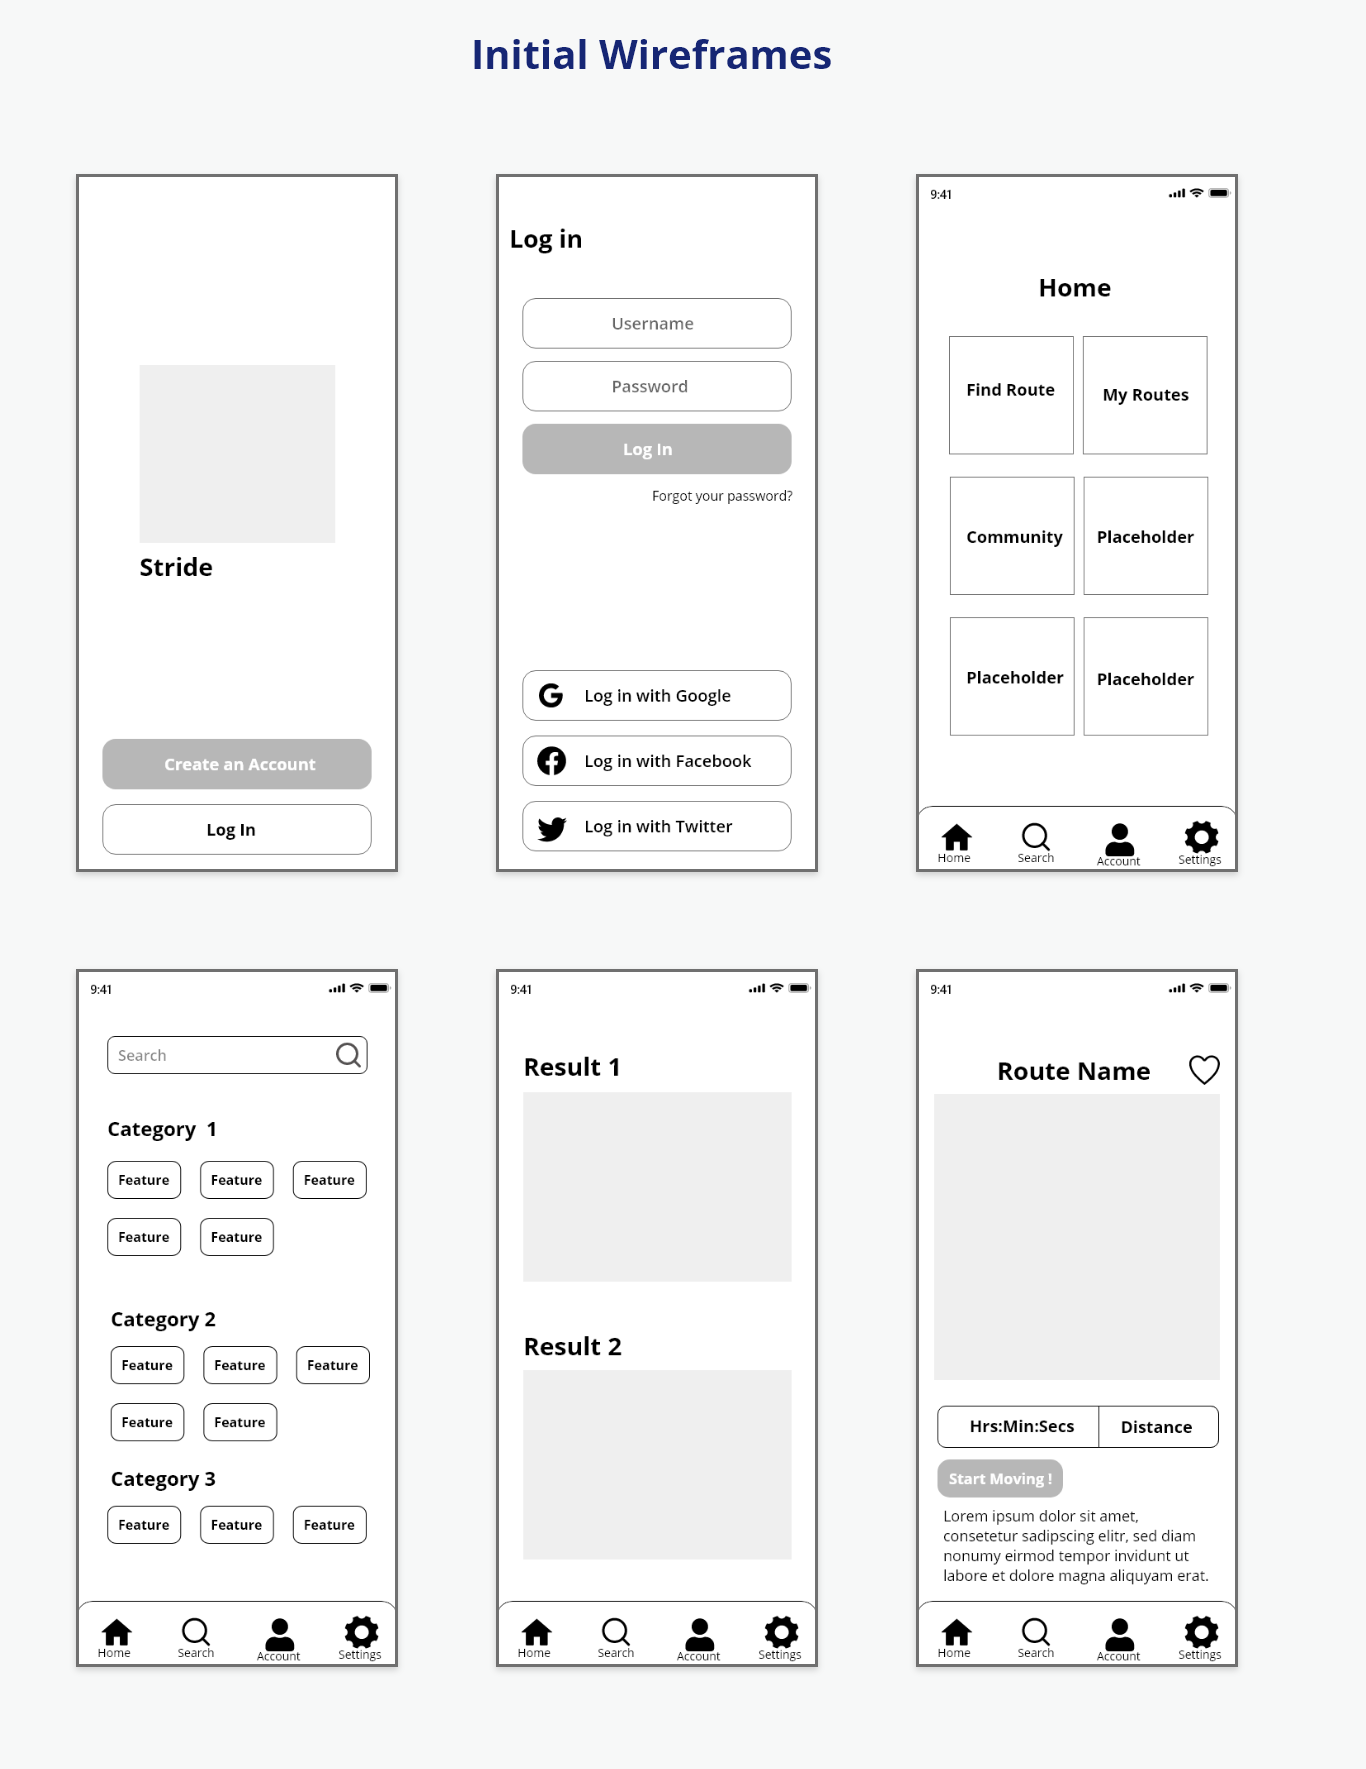 Initial Wireframes
Stride
Create an Account
Log In
Log in
Username
Password
Log In
Forgot your password?
Log in with Google
Log in with Facebook
Log in with Twitter
9:41
Home
Find Route
My Routes
Community
Placeholder
Placeholder
Placeholder
Home
Search
Account
Settings
9:41
Search
Category 1
Feature
Feature
Feature
Feature
Feature
Category 2
Feature
Feature
Feature
Feature
Feature
Category 3
Feature
Feature
Feature
Home
Search
Account
Settings
9:41
Result 1
Result 2
Home
Search
Account
Settings
9:41
Route Name
Hrs:Min:Secs
Distance
Start Moving !
Lorem ipsum dolor sit amet,
consetetur sadipscing elitr, sed diam
nonumy eirmod tempor invidunt ut
labore et dolore magna aliquyam erat.
Home
Search
Account
Settings